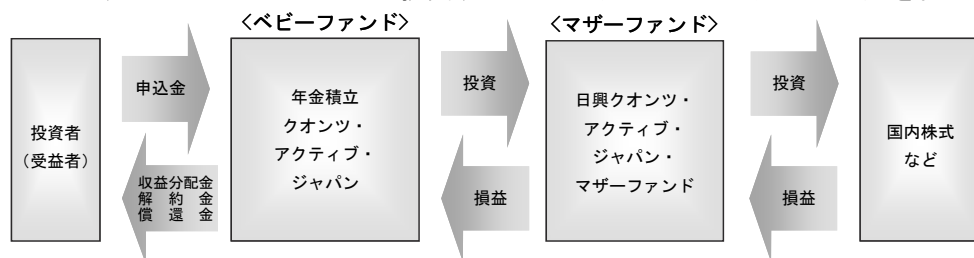 〈ベビーファンド〉
〈マザーファンド〉
投資者
(受益者)
申込金
収益分配金
解約金
償還金
年金積立
クオンツ・
アクティブ・
ジャパン
投資
損益
日興クオンツ・
アクティブ・
ジャパン・
マザーファンド
投資
損益
国内株式
など